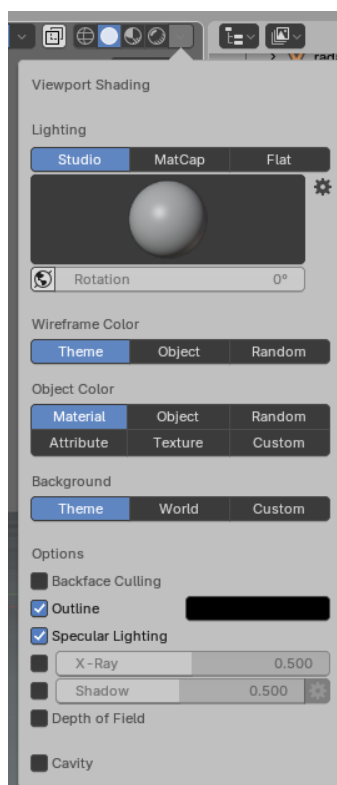 rad
Viewport Shading
Lighting
Studio MatCap Flat
Rotation 0°
Wireframe Color
Theme Object Random
Object Color
Material Object Random
Attribute Texture Custom
Background
Theme World Custom
Options
Backface Culling
Outline
Specular Lighting
X-Ray 0.500
Shadow 0.500
Depth of Field
Cavity